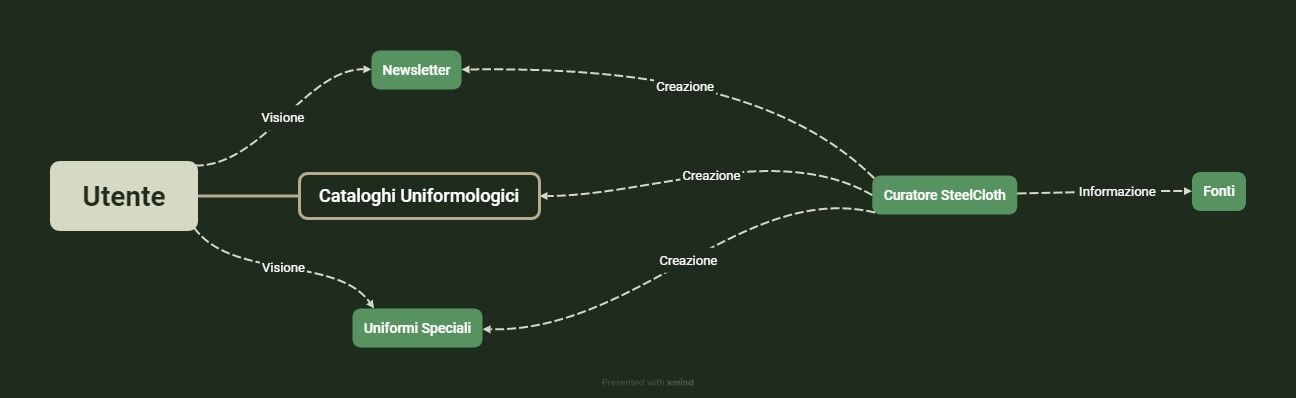 Newsletter
Creazione
Visione
Utente
Cataloghi Uniformologici
Creazione
Curatore SteelCloth
Informazione
Fonti
Creazione
Visione
Uniformi Speciali
Presented with xmind